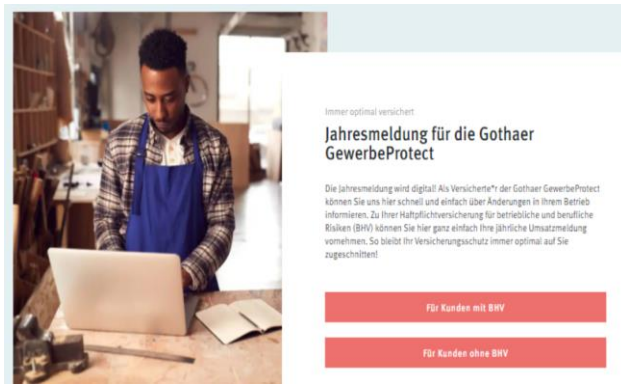 Immer optimal versichert
Jahresmeldung für die Gothaer
GewerbeProtect
Die Jahresmeldung wird digital! Als Versicherte*r der Gothaer GewerbeProtect
können Sie uns hier schnell und einfach über Änderungen in Ihrem Betrieb
informieren. Zu Ihrer Haftpflichtversicherung für betriebliche und berufliche
Risiken (BHV) können Sie hier ganz einfach Ihre jährliche Umsatzmeldung
vornehmen. So bleibt Ihr Versicherungsschutz immer optimal auf Sie
zugeschnitten!
Für Kunden mit BHV
Für Kunden ohne BHV